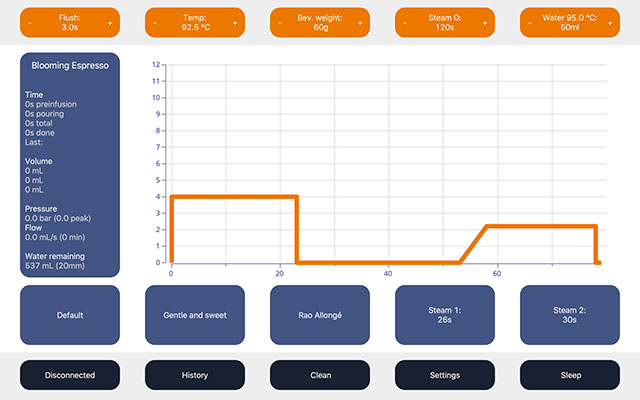 Flush:
- 3.0s +
Temp:
- 92.5 °C +
Bev. weight:
- 60g +
Steam 0:
- 120s +
Water 95.0 °C:
- 50ml +
Blooming Espresso
Time
0s preinfusion
0s pouring
0s total
0s done
Last:
Volume
0 mL
0 mL
0 mL
Pressure
0.0 bar (0.0 peak)
Flow
0.0 mL/s (0 min)
Water remaining
537 mL (20mm)
12
11
10
9
8
7
6
5
4
3
2
1
0
0 20 40 60
Default
Gentle and sweet
Rao Allongé
Steam 1:
26s
Steam 2:
30s
Disconnected
History
Clean
Settings
Sleep